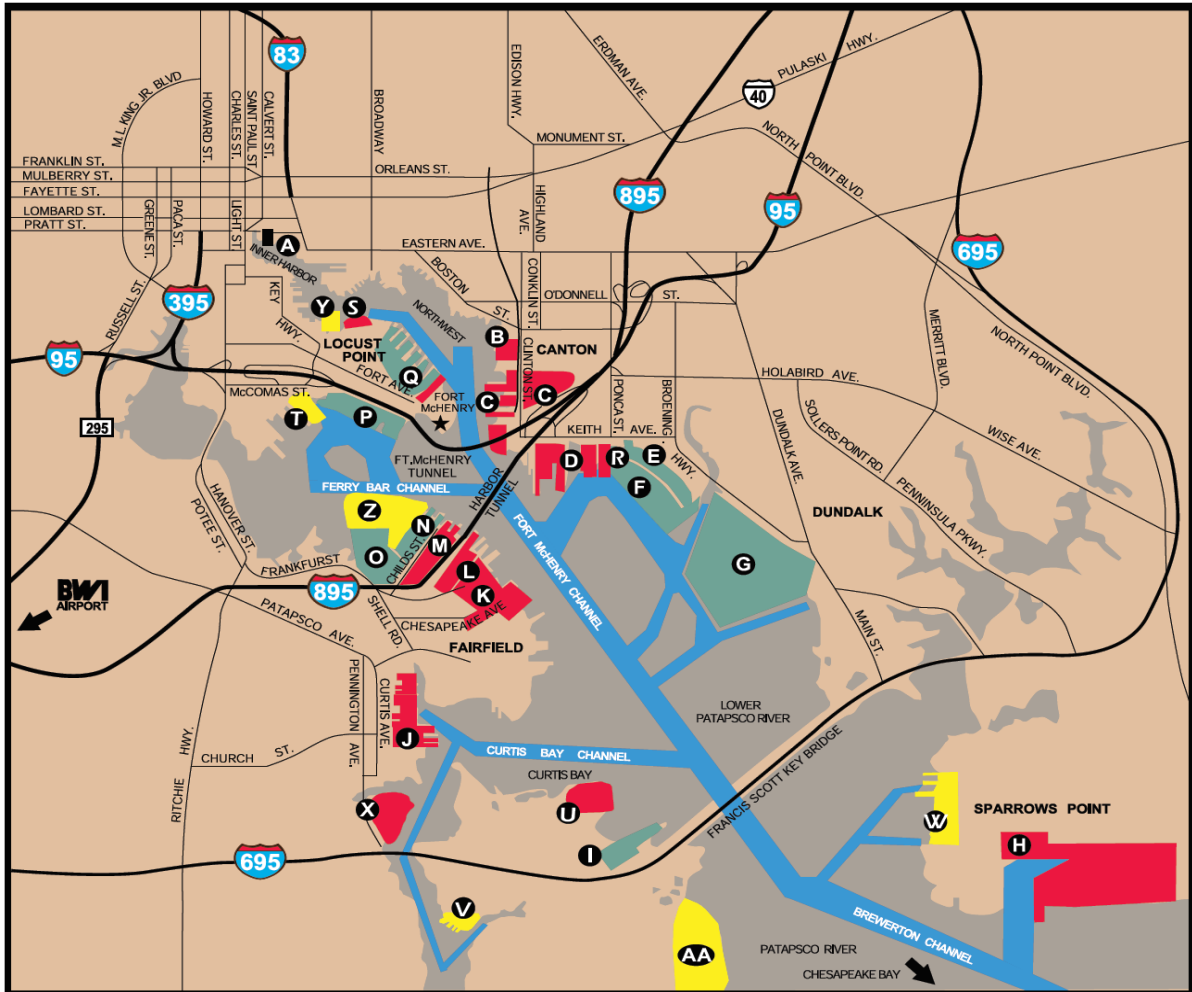 83
M.L KING JR. BLVD
HOWARD ST.
CHARLES ST.
SAINT PAUL ST.
CALVERT ST.
BROADWAY
EDISON HWY.
ERDMAN AVE.
PULASKI HWY.
40
MONUMENT ST.
NORTH POINT BLVD.
FRANKLIN ST.
MULBERRY ST.
FAYETTE ST.
ORLEANS ST.
LOMBARD ST.
PRATT ST.
GREENE ST.
PACA ST.
LIGHT ST.
HIGHLAND AVE.
895
95
695
A
INNER HARBOR
EASTERN AVE.
BOSTON ST.
CONKLIN ST.
O'DONNELL ST.
RUSSELL ST.
395
KEY HWY.
Y
S
NORTHWEST
LOCUST POINT
B
CANTON
CLINTON ST.
MERRITT BLVD.
NORTH POINT BLVD.
95
FORT AVE.
Q
McCOMAS ST.
FORT McHENRY
C
C
PONCA ST.
BROENING HWY.
HOLABIRD AVE.
SOLLERS POINT RD.
WISE AVE.
295
T
P
KEITH AVE.
DUNDALK AVE.
FT. McHENRY TUNNEL
D
R
E
F
PENNINSULA PKWY.
FERRY BAR CHANNEL
HARBOR TUNNEL
HANOVER ST.
POTEE ST.
Z
N
M
O
CHILDS ST.
FORT McHENRY CHANNEL
DUNDALK
G
FRANKFURST
L
K
BWI
AIRPORT
895
SHELL RD.
CHESAPEAKE AVE
PATAPSCO AVE.
FAIRFIELD
MAIN ST.
PENNINGTON AVE.
CURTIS AVE.
J
LOWER
PATAPSCO RIVER
RITCHIE HWY.
CHURCH ST.
CURTIS BAY CHANNEL
CURTIS BAY
FRANCIS SCOTT KEY BRIDGE
X
U
W
SPARROWS POINT
H
695
I
V
AA
BREWERTON CHANNEL
PATAPSCO RIVER
CHESAPEAKE BAY